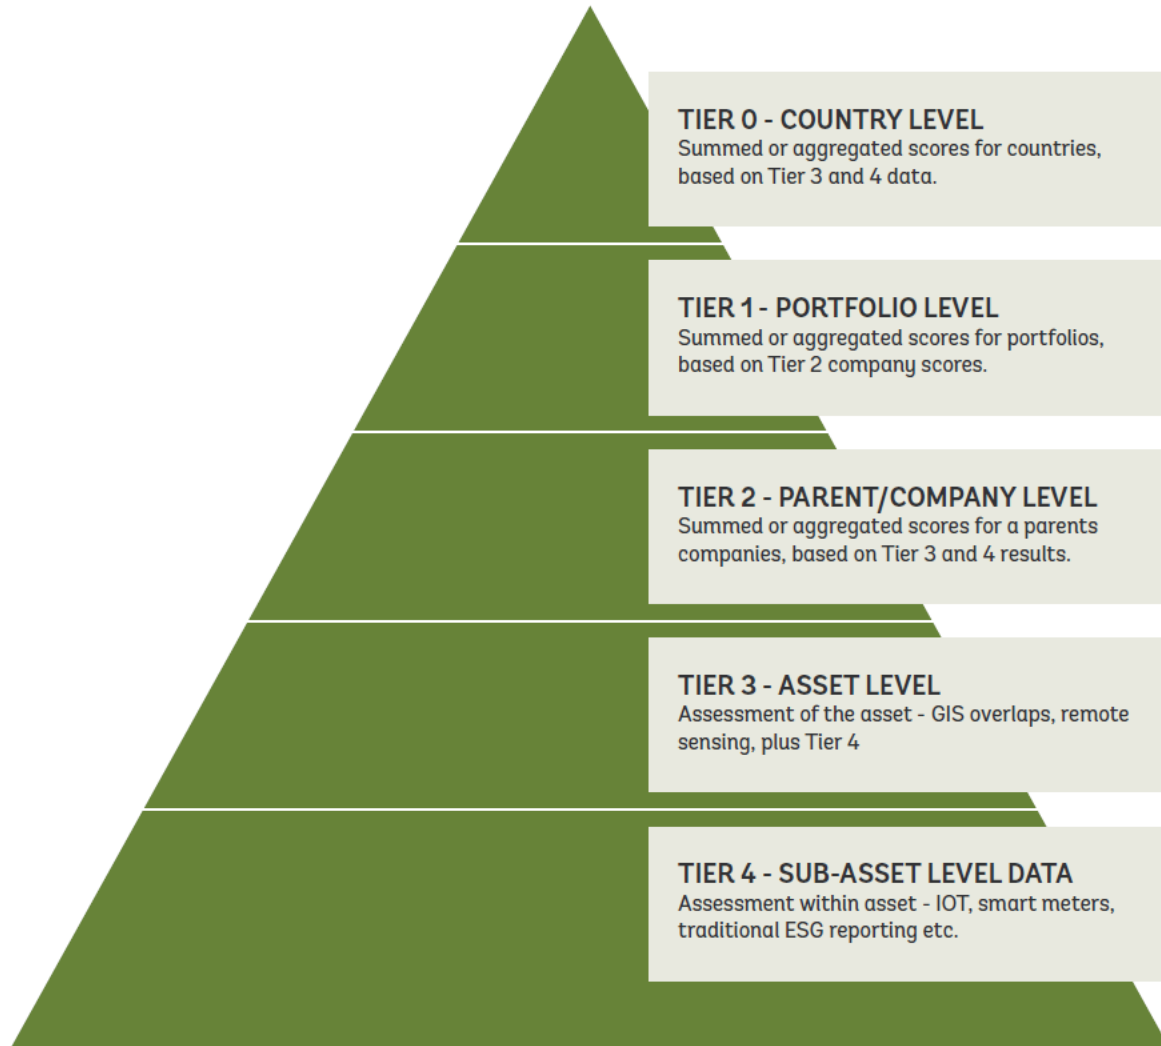 TIER 0 - COUNTRY LEVEL
Summed or aggregated scores for countries,
based on Tier 3 and 4 data.
TIER 1 - PORTFOLIO LEVEL
Summed or aggregated scores for portfolios,
based on Tier 2 company scores.
TIER 2 - PARENT/COMPANY LEVEL
Summed or aggregated scores for a parents
companies, based on Tier 3 and 4 results.
TIER 3 - ASSET LEVEL
Assessment of the asset - GIS overlaps, remote
sensing, plus Tier 4
TIER 4 - SUB-ASSET LEVEL DATA
Assessment within asset - IOT, smart meters,
traditional ESG reporting etc.